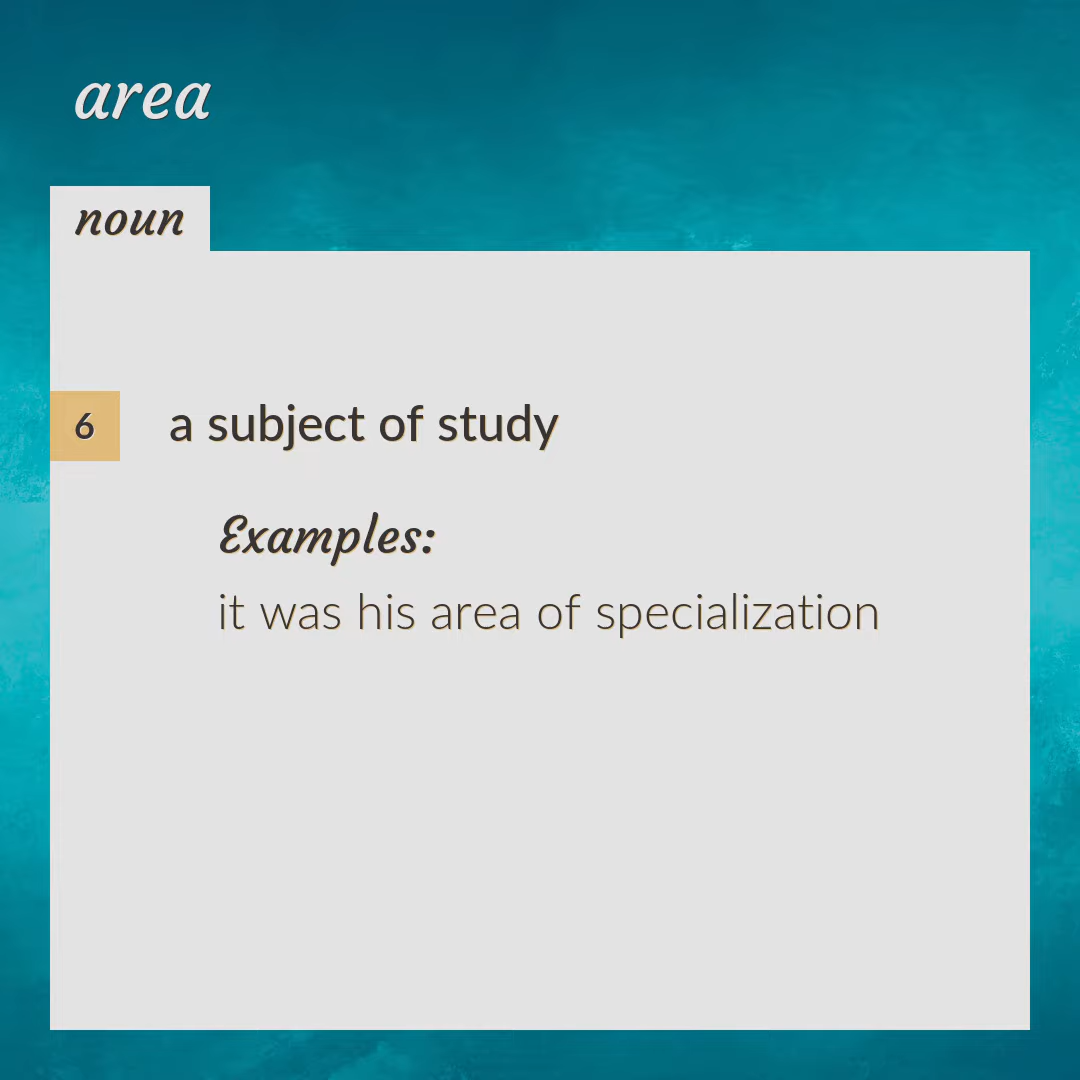 area
noun
6 a subject of study
Examples:
it was his area of specialization